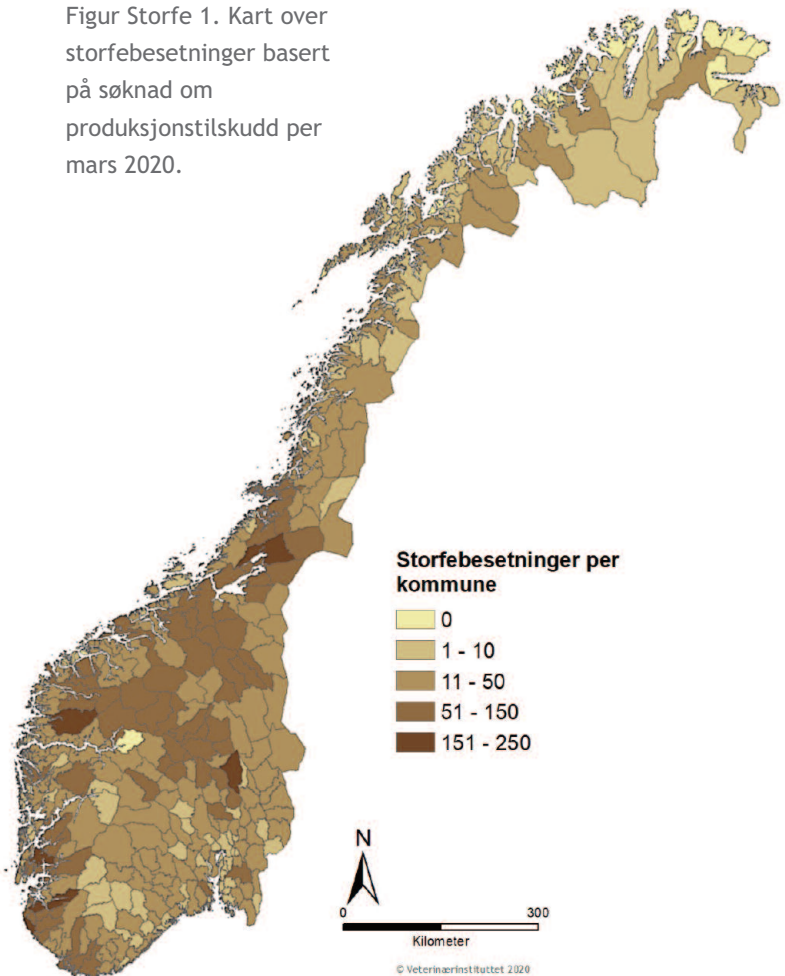 Figur Storfe 1. Kart over
storfebesetninger basert
på søknad om
produksjonstilskudd per
mars 2020.
Storfebesetninger per
kommune
0
1 - 10
11 - 50
51 - 150
151 - 250
N
0 300
Kilometer
© Veterinærinstituttet 2020